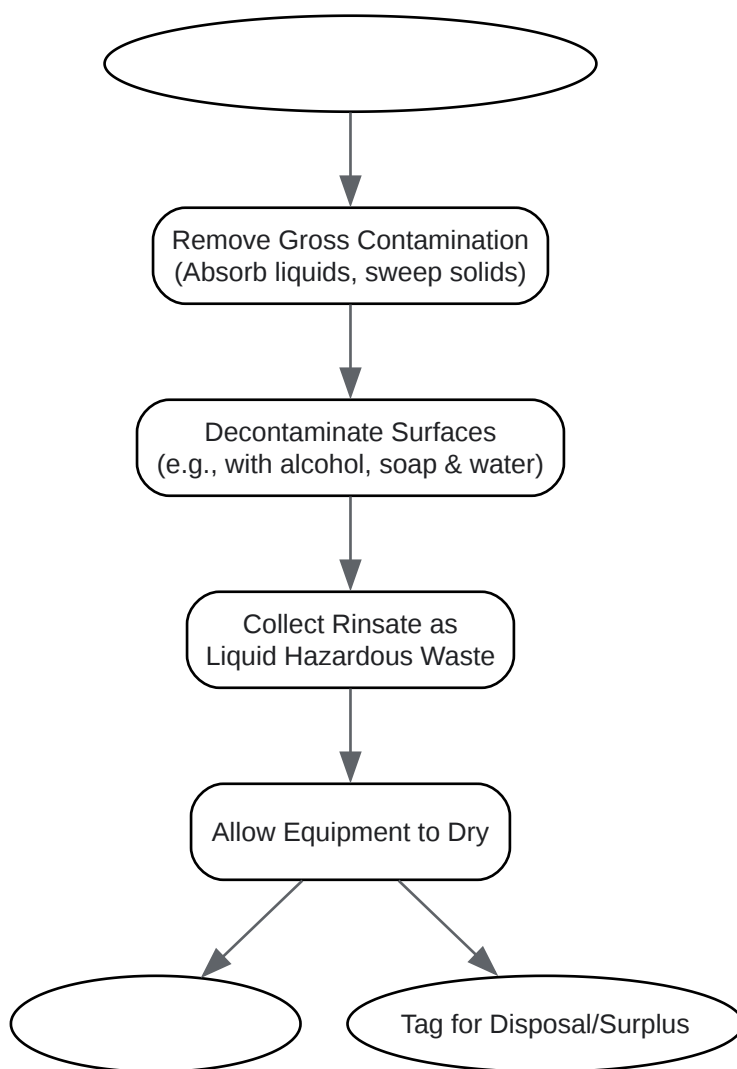 Remove Gross Contamination
(Absorb liquids, sweep solids)
Decontaminate Surfaces
(e.g., with alcohol, soap & water)
Collect Rinsate as
Liquid Hazardous Waste
Allow Equipment to Dry
Tag for Disposal/Surplus